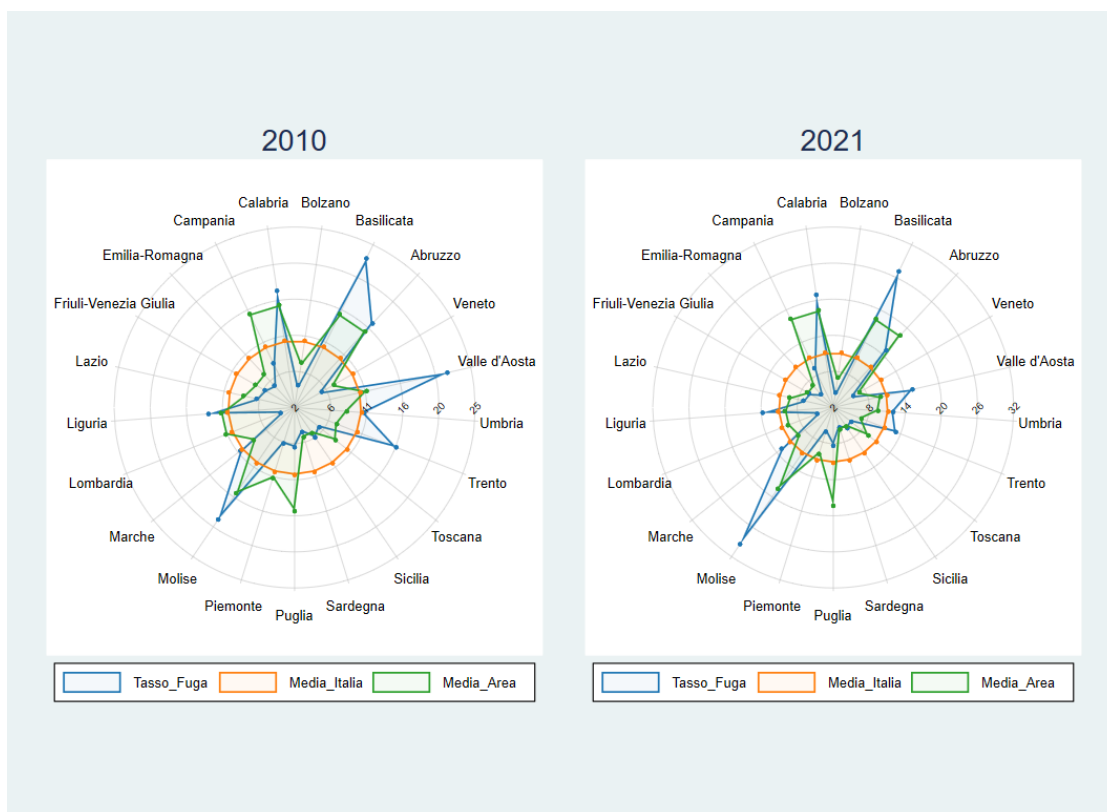 2010
Calabria Bolzano
Campania Basilicata
Emilia-Romagna Abruzzo
Friuli-Venezia Giulia Veneto
Lazio Valle d'Aosta
2 6 11 16 20 25
Liguria Umbria
Lombardia Trento
Marche Toscana
Molise Sicilia
Piemonte Sardegna
Puglia
Tasso_Fuga Media_Italia Media_Area
2021
Calabria Bolzano
Campania Basilicata
Emilia-Romagna Abruzzo
Friuli-Venezia Giulia Veneto
Lazio Valle d'Aosta
2 8 14 20 26 32
Liguria Umbria
Lombardia Trento
Marche Toscana
Molise Sicilia
Piemonte Sardegna
Puglia
Tasso_Fuga Media_Italia Media_Area